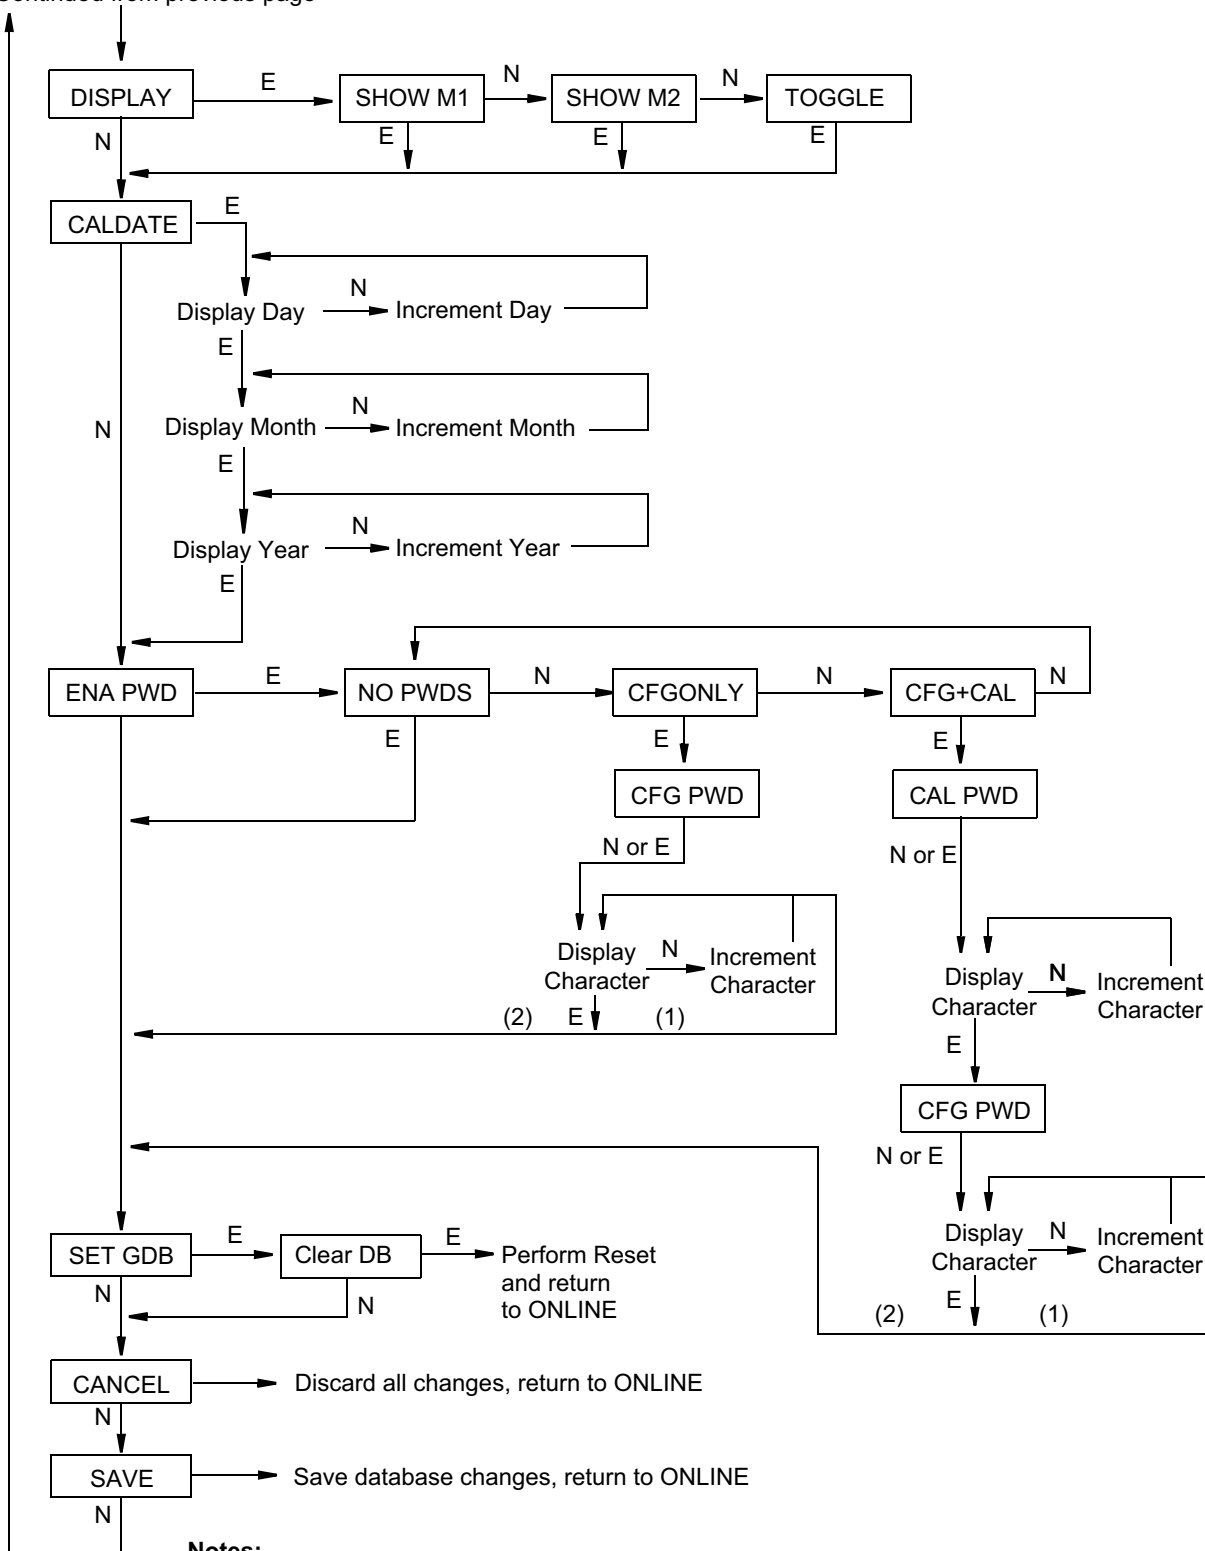 Continued from previous page
DISPLAY E SHOW M1 N SHOW M2 N TOGGLE
N E E E
CALDATE E
Display Day N Increment Day
E
Display Month N Increment Month
N
E
Display Year N Increment Year
E
ENA PWD E NO PWDS N CFGONLY N CFG+CAL N
E E E
CFG PWD CAL PWD
N or E N or E
Display Character N Increment Character
(2) E (1)
Display Character N Increment Character
E
CFG PWD
N or E
Display Character N Increment Character
(2) E (1)
SET GDB E Clear DB E Perform Reset
and return
to ONLINE
N N
CANCEL Discard all changes, return to ONLINE
N
SAVE Save database changes, return to ONLINE
N
Notes: